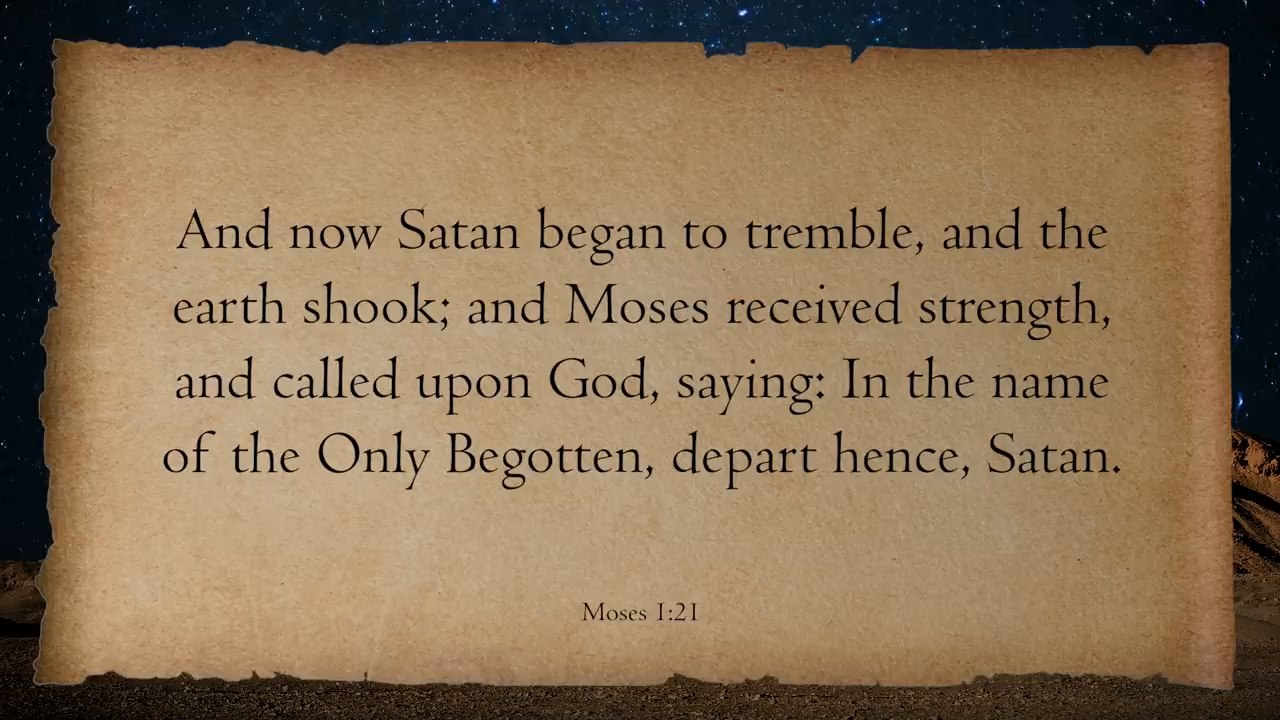 And now Satan began to tremble, and the
earth shook; and Moses received strength,
and called upon God, saying: In the name
of the Only Begotten, depart hence, Satan.
Moses 1:21